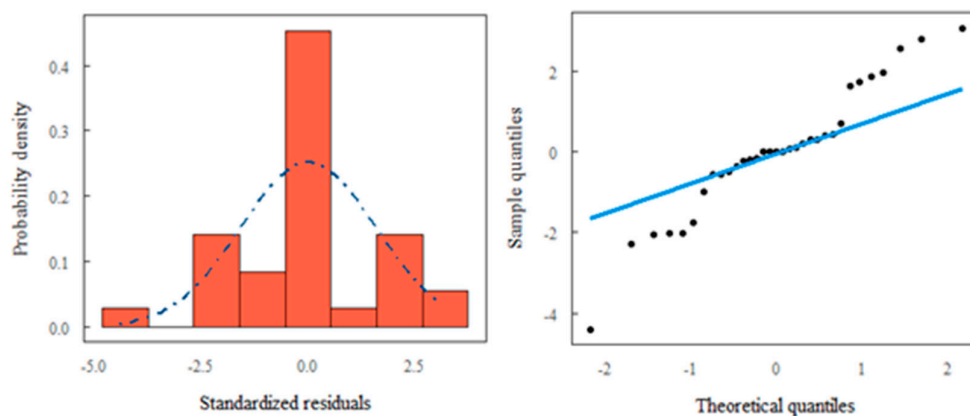 Probability density
0.4
0.3
0.2
0.1
0.0
-5.0 -2.5 0.0 2.5
Standardized residuals
Sample quantiles
2
0
-2
-4
-2 -1 0 1 2
Theoretical quantiles